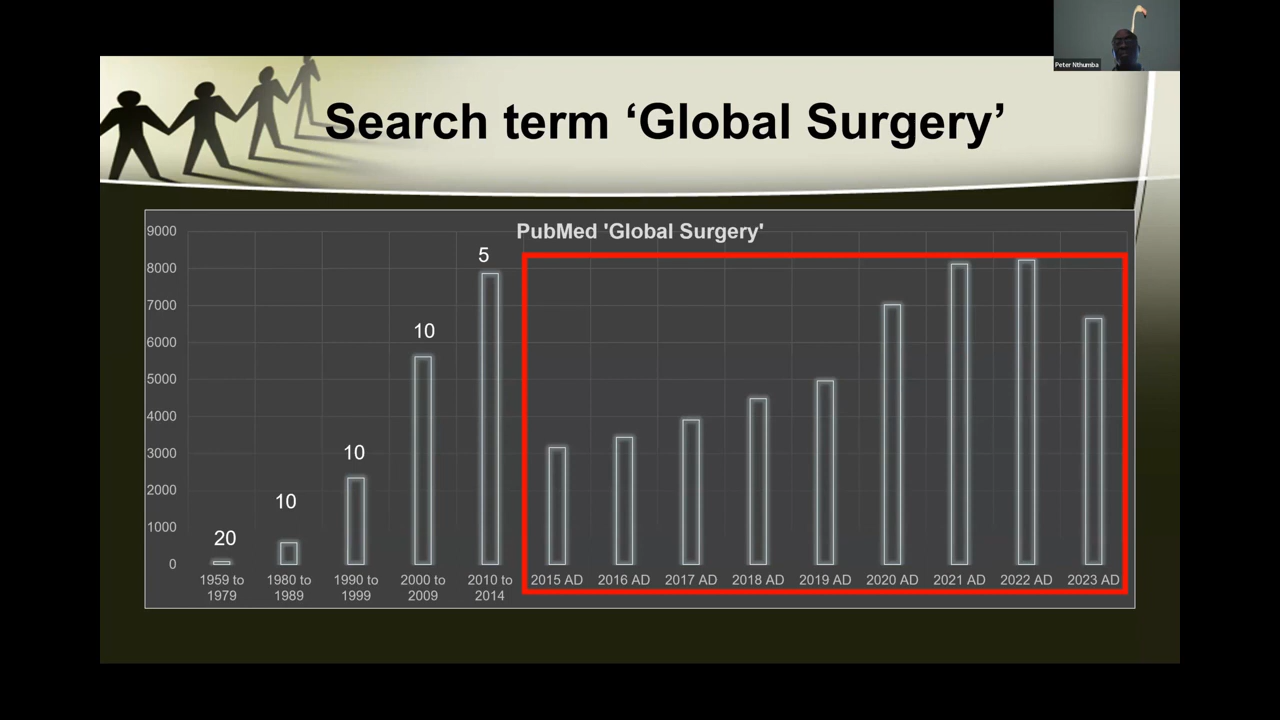 Peter Nthumba
Search term ‘Global Surgery’
PubMed 'Global Surgery'
9000
8000
7000
6000
5000
4000
3000
2000
1000
0
20
10
10
10
5
1959 to
1979
1980 to
1989
1990 to
1999
2000 to
2009
2010 to
2014
2015 AD
2016 AD
2017 AD
2018 AD
2019 AD
2020 AD
2021 AD
2022 AD
2023 AD